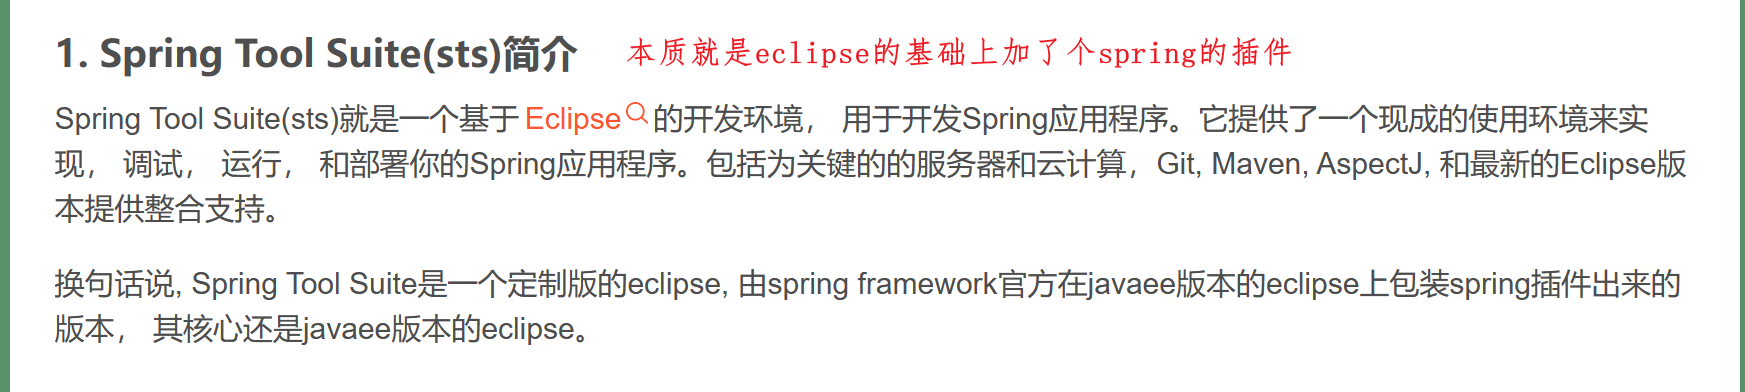 1. Spring Tool Suite(sts)简介 本质就是eclipse的基础上加了个spring的插件
Spring Tool Suite(sts)就是一个基于 Eclipse 的开发环境， 用于开发Spring应用程序。它提供了一个现成的使用环境来实
现， 调试， 运行， 和部署你的Spring应用程序。包括为关键的的服务器和云计算，Git, Maven, AspectJ, 和最新的Eclipse版
本提供整合支持。
换句话说, Spring Tool Suite是一个定制版的eclipse, 由spring framework官方在javaee版本的eclipse上包装spring插件出来的
版本， 其核心还是javaee版本的eclipse。